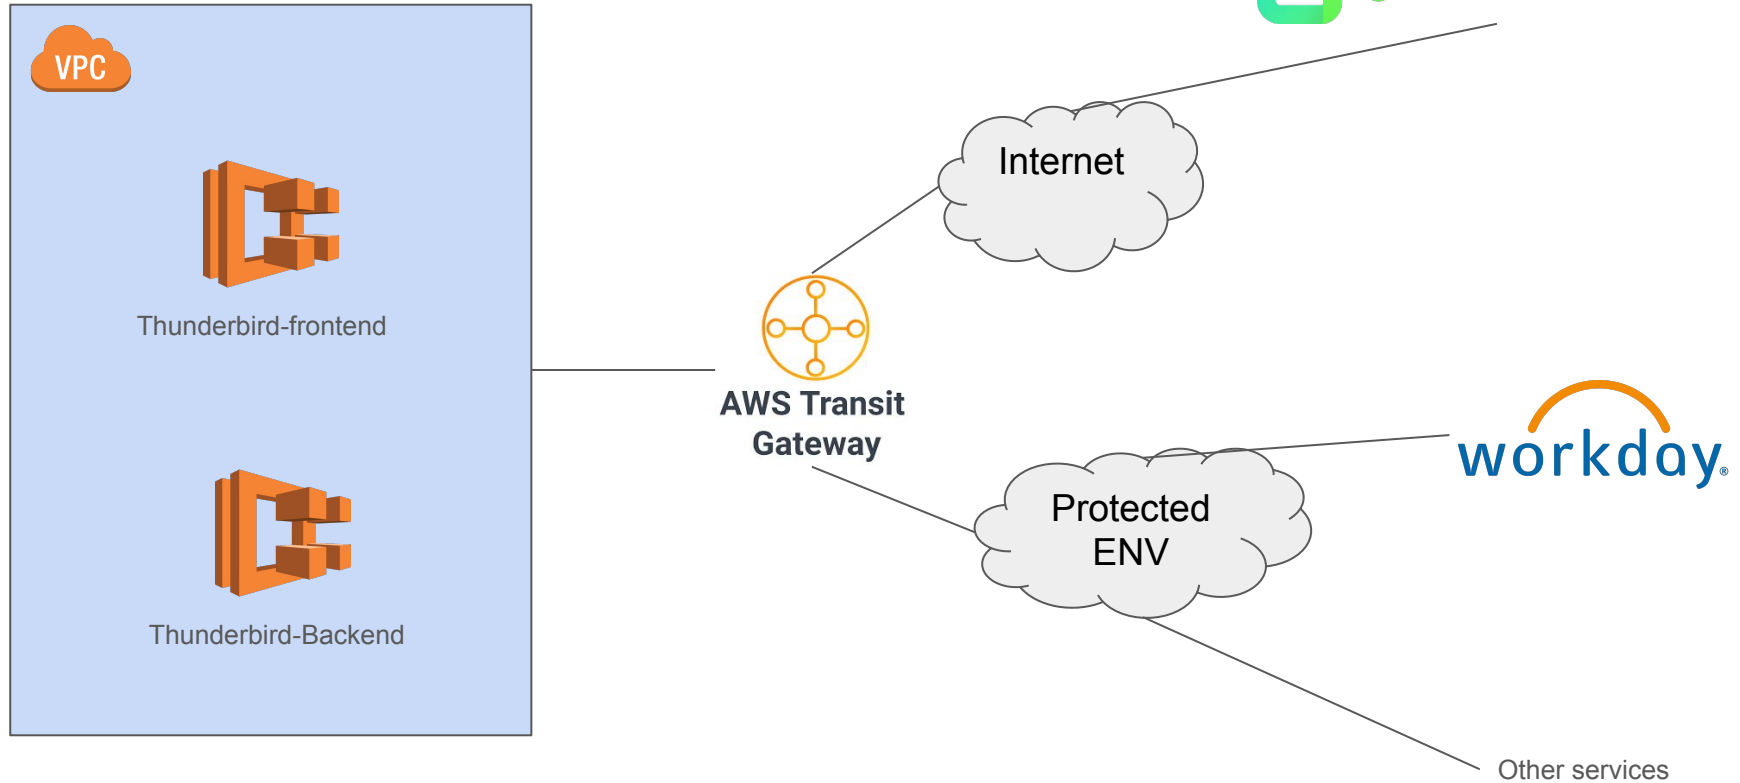 VPC
Internet
Thunderbird-frontend
AWS Transit
Gateway
workday®
Protected
ENV
Thunderbird-Backend
Other services